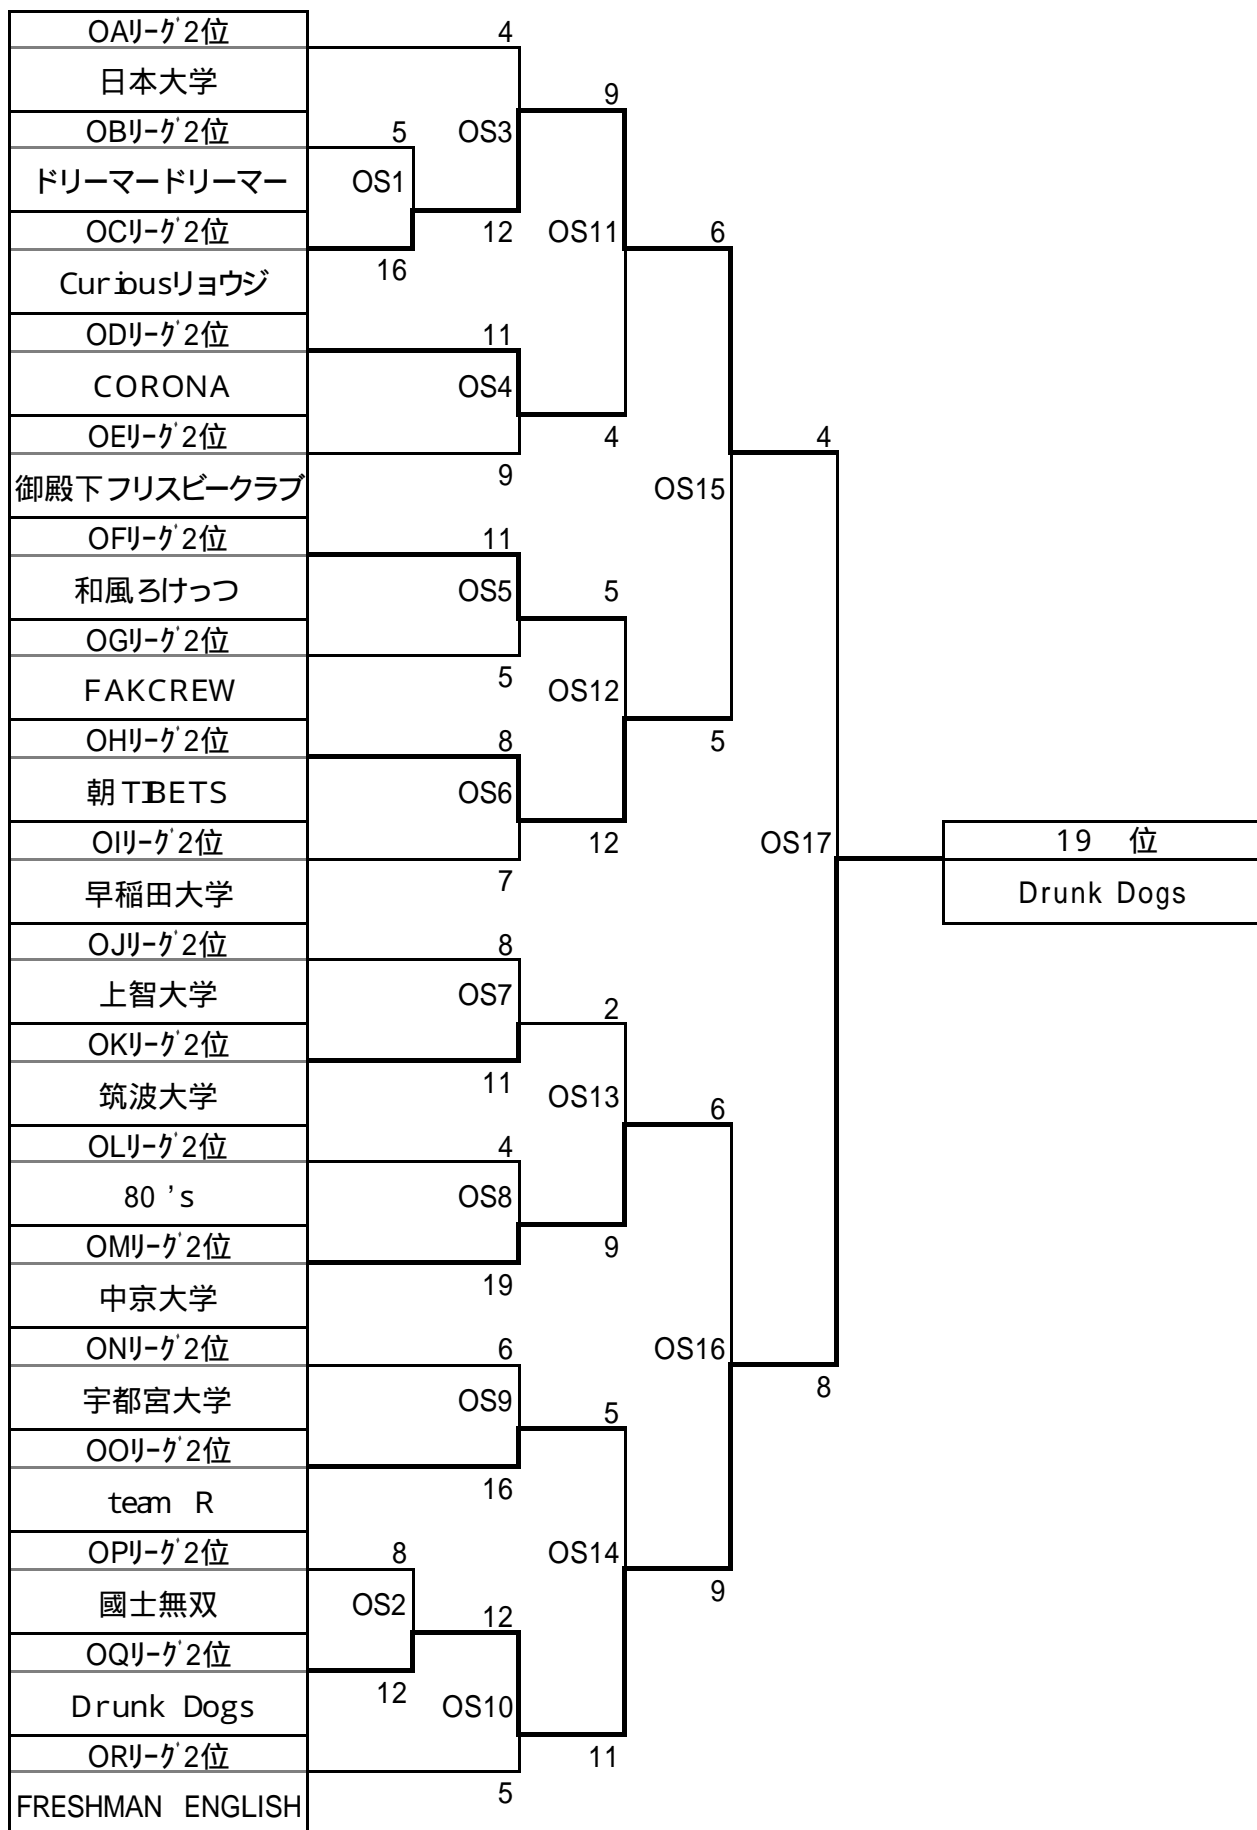 OAリーグ2位
4
日本大学
9
OBリーグ2位
5
OS3
ドリーマードリーマー
OS1
OCリーグ2位
12
OS11
6
Curiousリョウジ
16
ODリーグ2位
11
CORONA
OS4
OEリーグ2位
4
4
御殿下フリスビークラブ
9
OS15
OFリーグ2位
11
和風ろけっつ
OS5
5
OGリーグ2位
FAKCREW
5
OS12
OHリーグ2位
8
5
朝TIBETS
OS6
OIリーグ2位
12
OS17
19 位
早稲田大学
7
Drunk Dogs
OJリーグ2位
8
上智大学
OS7
2
OKリーグ2位
筑波大学
11
OS13
6
OLリーグ2位
4
80 's
OS8
OMリーグ2位
9
中京大学
19
ONリーグ2位
6
OS16
宇都宮大学
OS9
5
8
OOリーグ2位
team R
16
OPリーグ2位
8
OS14
國士無双
OS2
12
9
OQリーグ2位
Drunk Dogs
12
OS10
ORリーグ2位
11
FRESHMAN ENGLISH
5